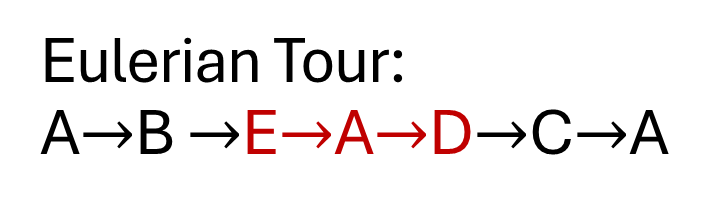 Eulerian Tour:
A→B →E→A→D→C→A